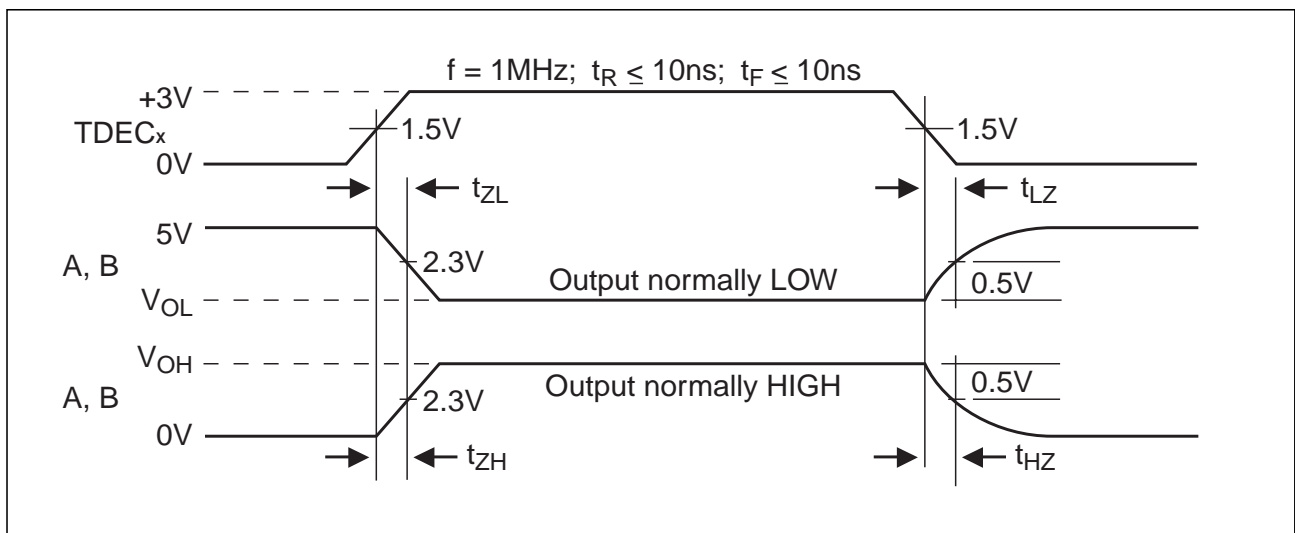 f = 1MHz; tR ≤ 10ns; tF ≤ 10ns
+3V
TDECx
1.5V
1.5V
0V
tZL
tLZ
5V
A, B
2.3V
Output normally LOW
0.5V
VOL
VOH
A, B
2.3V
Output normally HIGH
0.5V
0V
tZH
tHZ